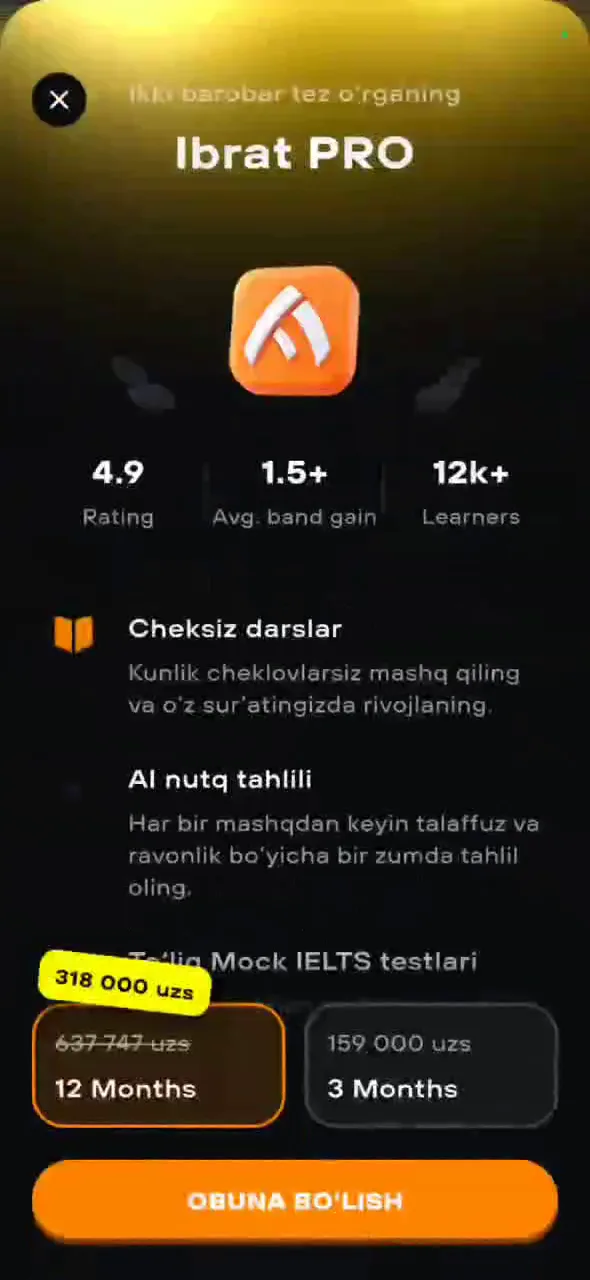 Ikki barobar tez o'rganing
Ibrat PRO
4.9
Rating
1.5+
Avg. band gain
12k+
Learners
Cheksiz darslar
Kunlik cheklovlarsiz mashq qiling
va o'z sur'atingizda rivojlaning.
AI nutq tahlili
Har bir mashqdan keyin talaffuz va
ravonlik bo'yicha bir zumda tahlil
oling.
To'liq Mock IELTS testlari
318 000 uzs
637 747 uzs
12 Months
159 000 uzs
3 Months
OBUNA BO'LISH